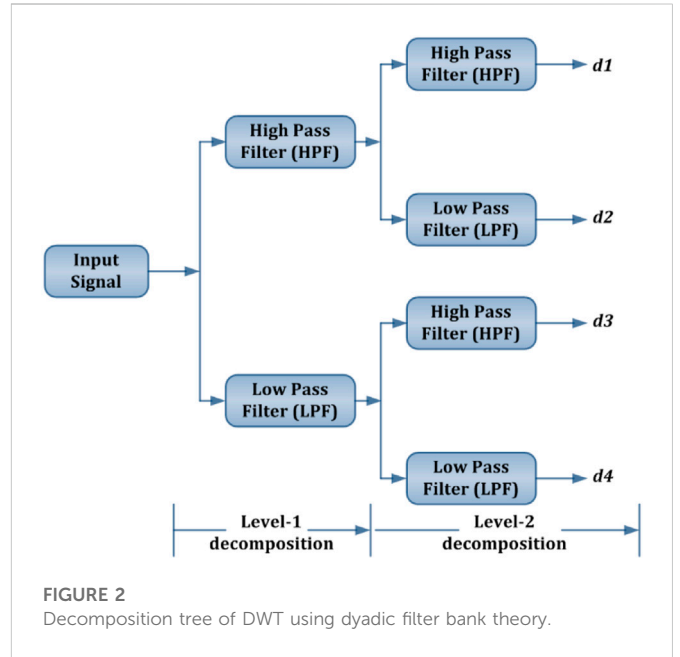 High Pass
Filter (HPF)
d1
High Pass
Filter (HPF)
Low Pass
Filter (LPF)
d2
Input
Signal
High Pass
Filter (HPF)
d3
Low Pass
Filter (LPF)
Low Pass
Filter (LPF)
d4
Level-1
decomposition
Level-2
decomposition
FIGURE 2
Decomposition tree of DWT using dyadic filter bank theory.